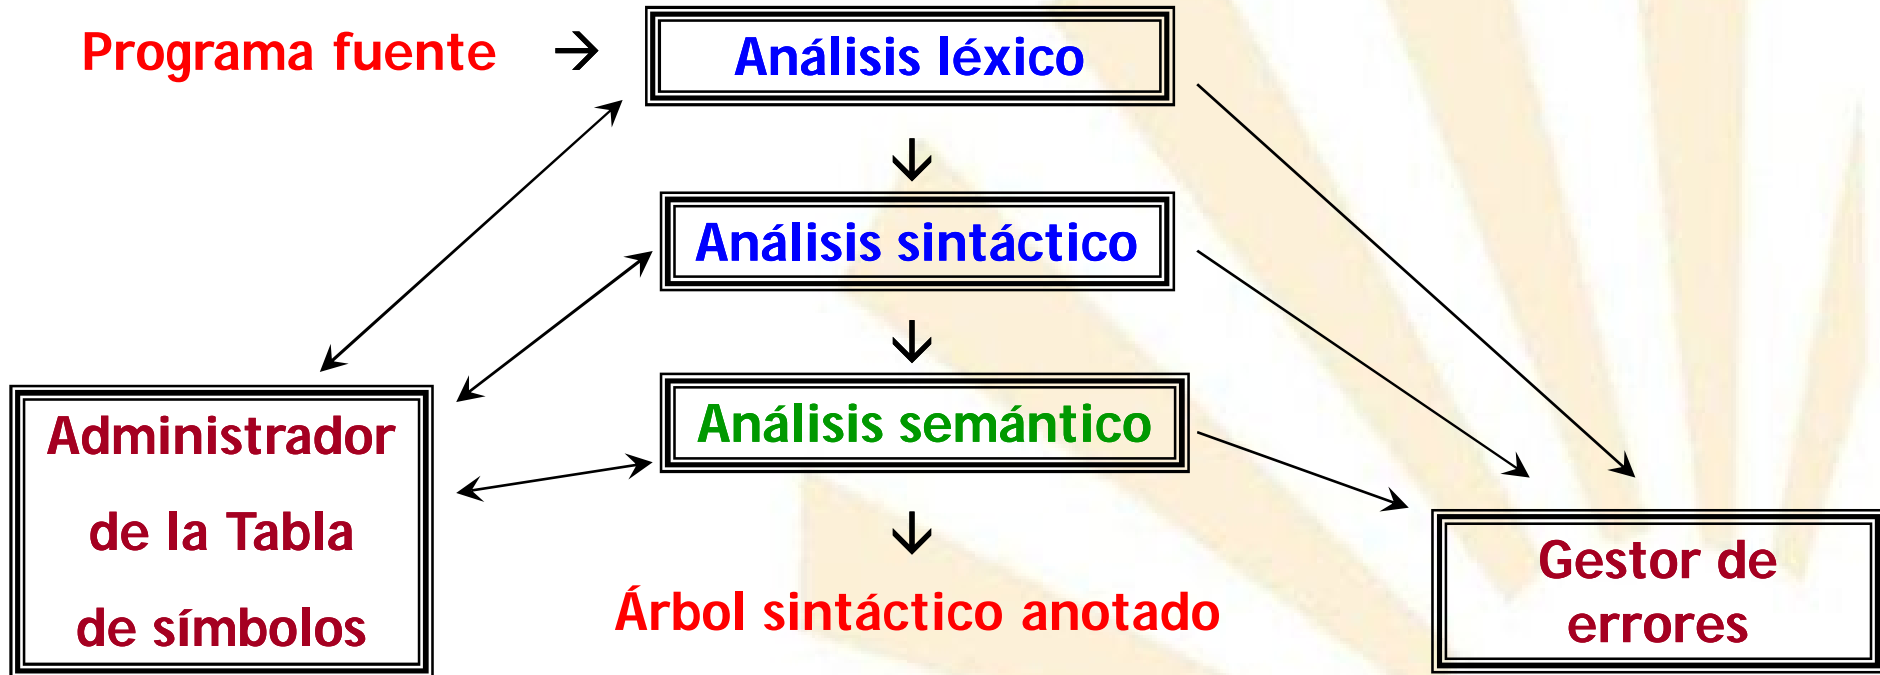 Programa fuente → Análisis léxico
Análisis sintáctico
Análisis semántico
Administrador
de la Tabla
de símbolos
Árbol sintáctico anotado
Gestor de
errores